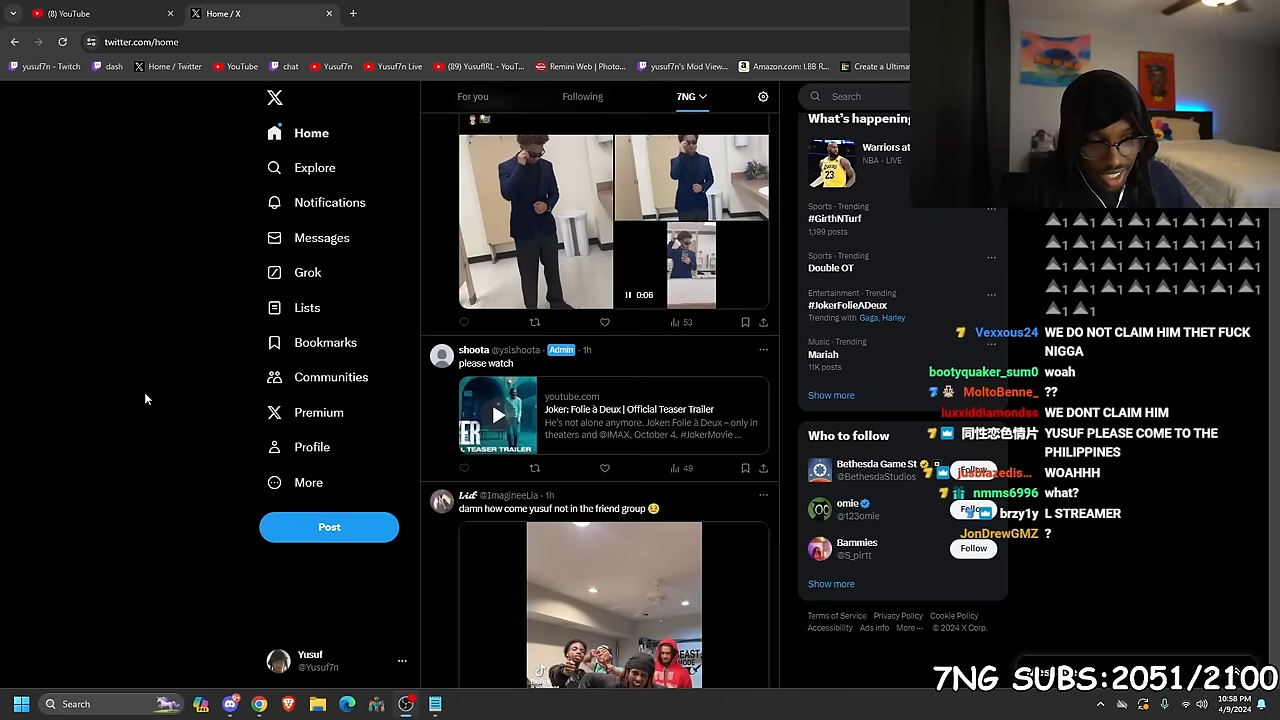 (8) YouTube
Home / X
twitter.com/home
yusuf7n - Twitch
dash
Home / Twitter
YouTube
chat
Yusuf7n
Yusuf7n Live
(89) YusufIRL - YouT...
Remini Web | Photo...
yusuf7n's Mod View...
Amazon.com: LBB R...
Create a Ultima
Home
Explore
Notifications
Messages
Grok
Lists
Bookmarks
Communities
Premium
Profile
More
Post
Yusuf
@Yusuf7n
For you
Following
7NG
0:06
53
shoota @yslshoota · Admin · 1h
please watch
TEASER TRAILER
youtube.com
Joker: Folie à Deux | Official Teaser Trailer
He's not alone anymore. Joker: Folie à Deux – only in
theaters and @IMAX, October 4. #JokerMovie ...
49
𝓛𝓲𝓪 @ImagineeLia · 1h
damn how come yusuf not in the friend group 🥺
Search
What's happening
Warriors at
NBA · LIVE
Sports · Trending
#GirthNTurf
1,199 posts
Sports · Trending
Double OT
Entertainment · Trending
#JokerFolieADeux
Trending with Gaga, Harley
Music · Trending
Mariah
11K posts
Show more
Who to follow
Bethesda Game St
@BethesdaStudios
Follow
omie
@123omie
Bammies
@S_plr1t
Follow
Show more
Terms of Service Privacy Policy Cookie Policy
Accessibility Ads info More ··· © 2024 X Corp.
Vexxous24 WE DO NOT CLAIM HIM THET FUCK
NIGGA
bootyquaker_sum0 woah
MoltoBenne_ ??
luxxiddiamondss WE DONT CLAIM HIM
同性恋色情片 YUSUF PLEASE COME TO THE
PHILIPPINES
jusblazedis... WOAHHH
nmms6996 what?
brzy1y L STREAMER
JonDrewGMZ ?
7NG SUBS:2051/2100
Search
10:58 PM
4/9/2024